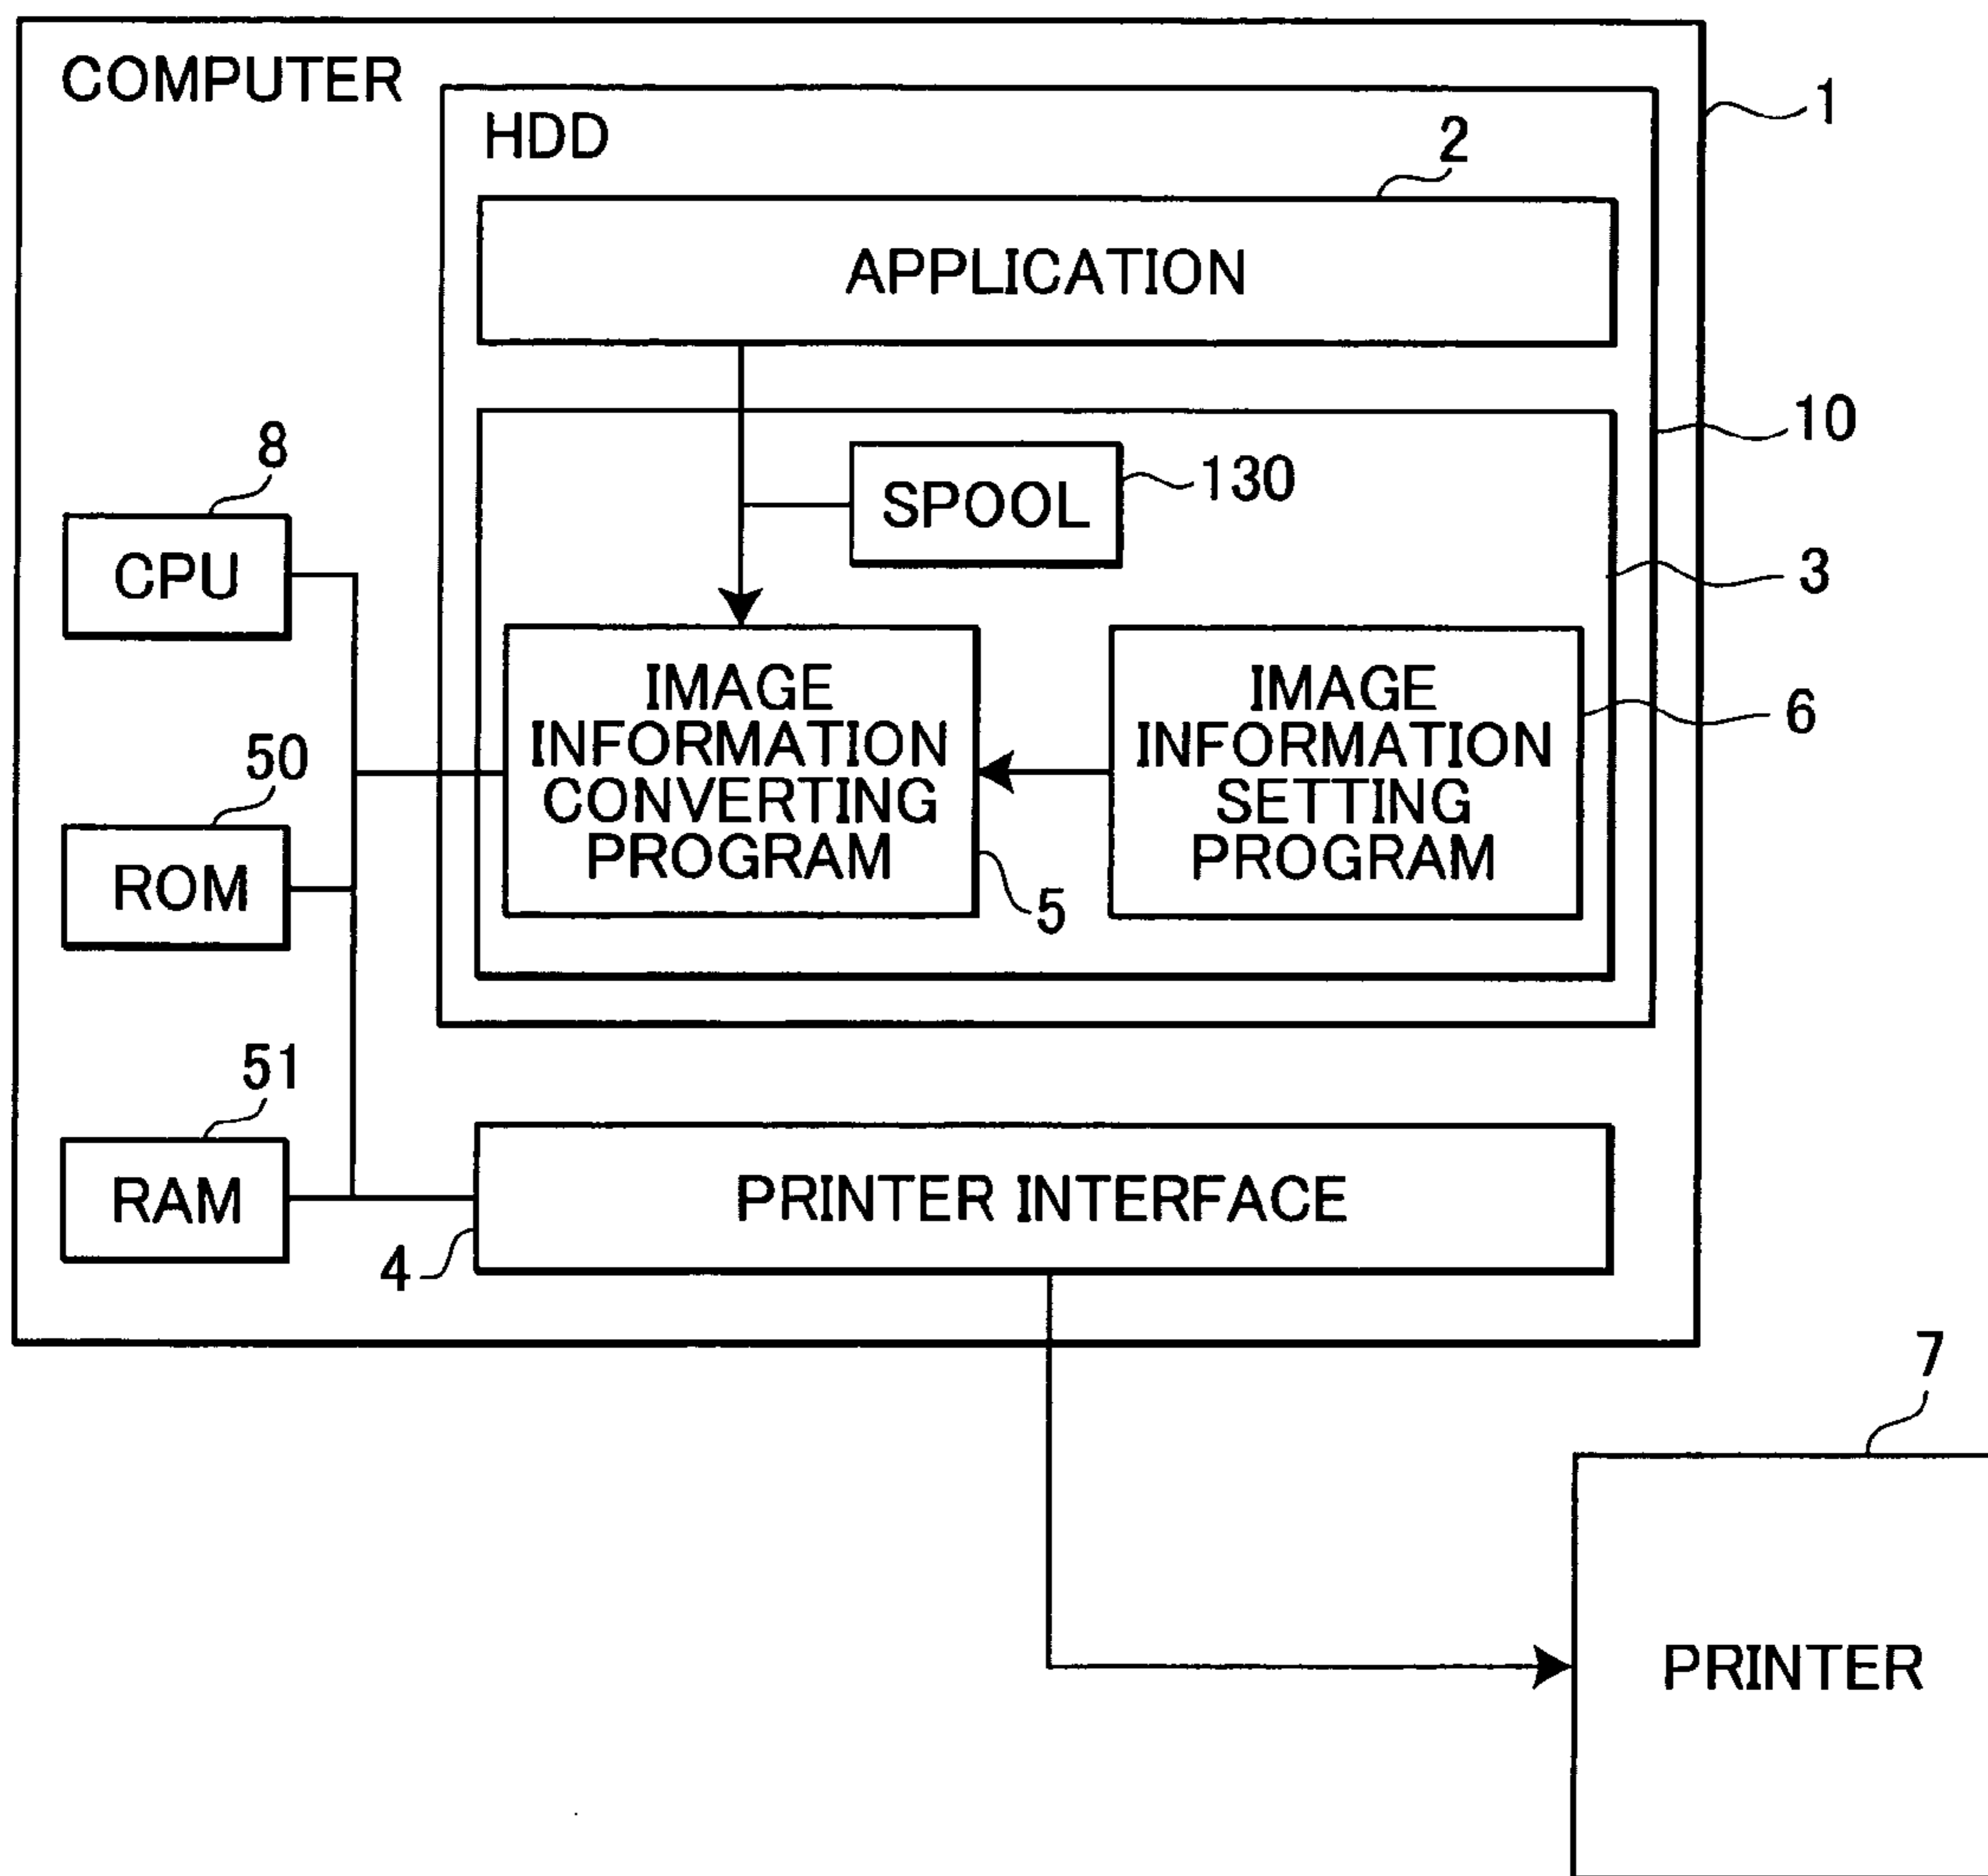 COMPUTER
1
HDD
2
APPLICATION
10
8
SPOOL
130
CPU
3
IMAGE
INFORMATION
CONVERTING
PROGRAM
IMAGE
INFORMATION
SETTING
PROGRAM
6
50
ROM
5
51
RAM
PRINTER INTERFACE
4
7
PRINTER